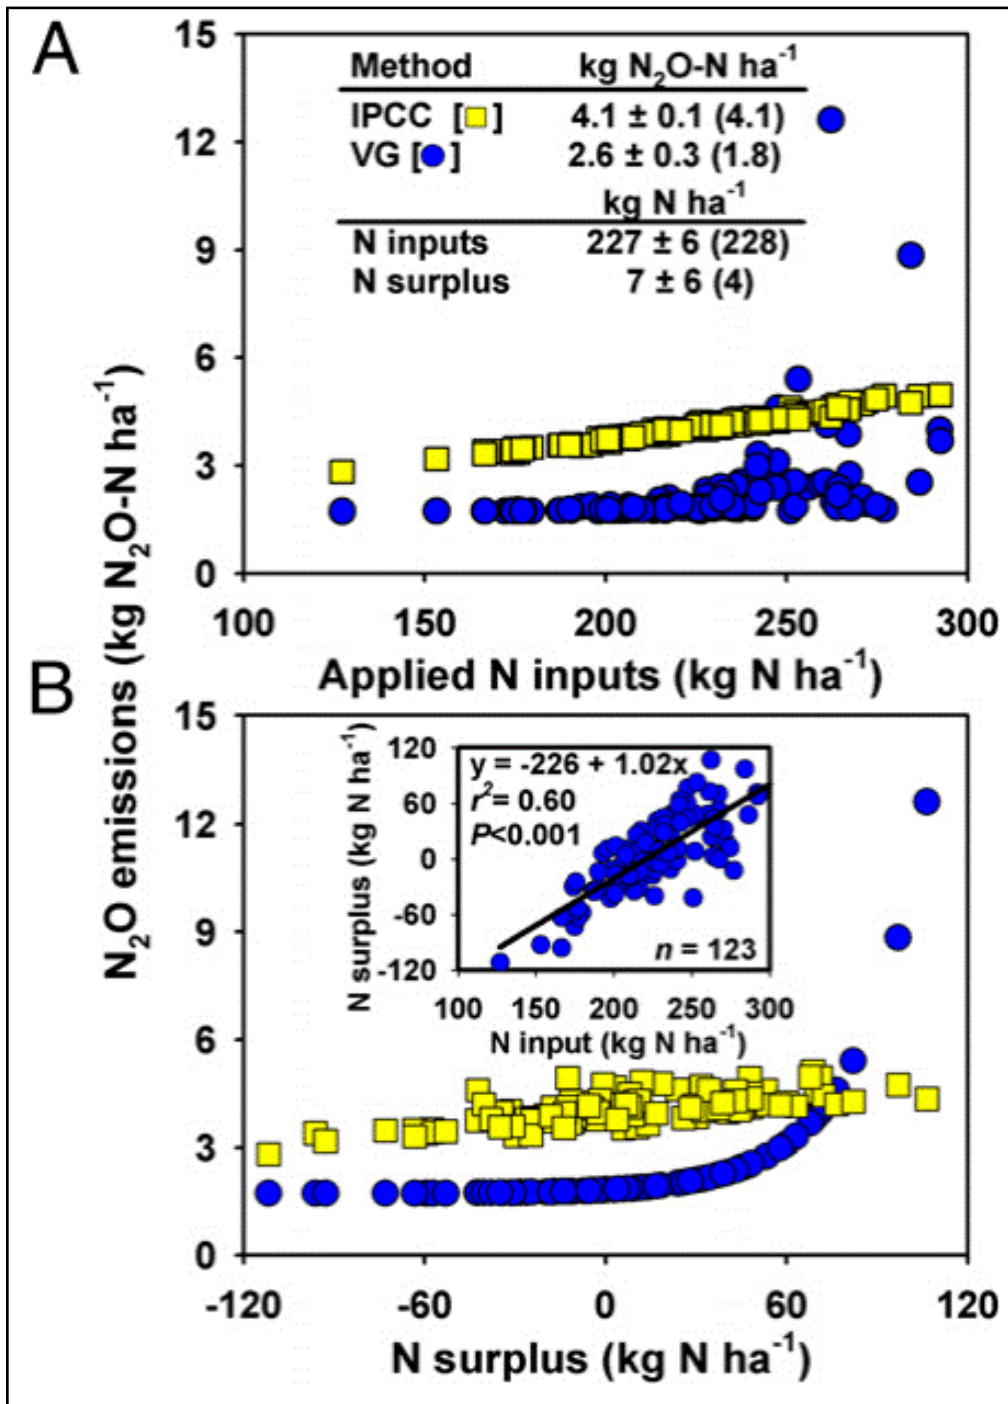 A
15
12
9
6
3
0
Method kg N₂O-N ha⁻¹
IPCC [ ] 4.1 ± 0.1 (4.1)
VG [ ] 2.6 ± 0.3 (1.8)
kg N ha⁻¹
N inputs 227 ± 6 (228)
N surplus 7 ± 6 (4)
100 150 200 250 300
Applied N inputs (kg N ha⁻¹)
N₂O emissions (kg N₂O-N ha⁻¹)
B
15
12
9
6
3
0
N surplus (kg N ha⁻¹)
120
60
0
-60
-120
y = -226 + 1.02x
r²= 0.60
P<0.001
n = 123
100 150 200 250 300
N input (kg N ha⁻¹)
-120 -60 0 60 120
N surplus (kg N ha⁻¹)